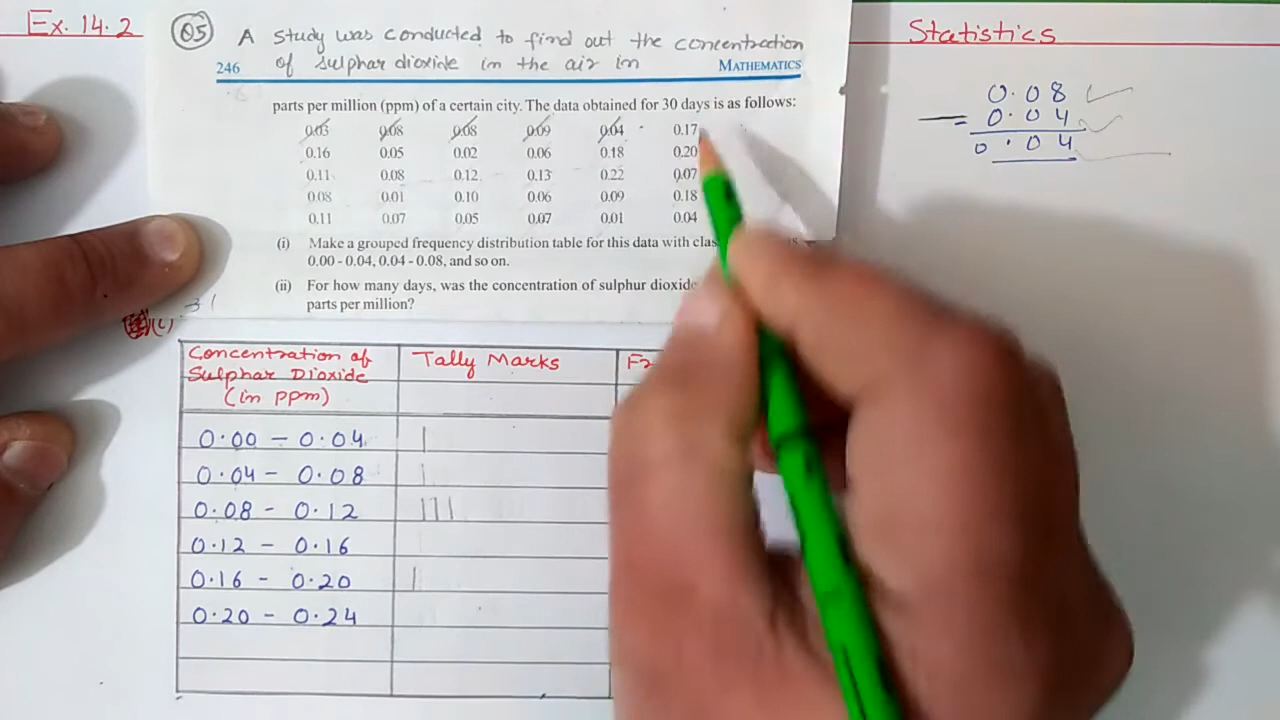 Ex. 14.2
Q5 A study was conducted to find out the concentration
of Sulphar dioxide in the air in
246 MATHEMATICS
Statistics
parts per million (ppm) of a certain city. The data obtained for 30 days is as follows:
0.03 0.08 0.08 0.09 0.04 0.17
0.16 0.05 0.02 0.06 0.18 0.20
0.11 0.08 0.12 0.13 0.22 0.07
0.08 0.01 0.10 0.06 0.09 0.18
0.11 0.07 0.05 0.07 0.01 0.04
(i) Make a grouped frequency distribution table for this data with
0.00 - 0.04, 0.04 - 0.08, and so on.
(ii) For how many days, was the concentration of sulphur dioxide
parts per million?
0.08
- 0.04
= 0.04
(i)
Concentration of Sulphar Dioxide (in ppm) Tally Marks
0.00 - 0.04 |
0.04 - 0.08 |
0.08 - 0.12 |||
0.12 - 0.16
0.16 - 0.20 |
0.20 - 0.24